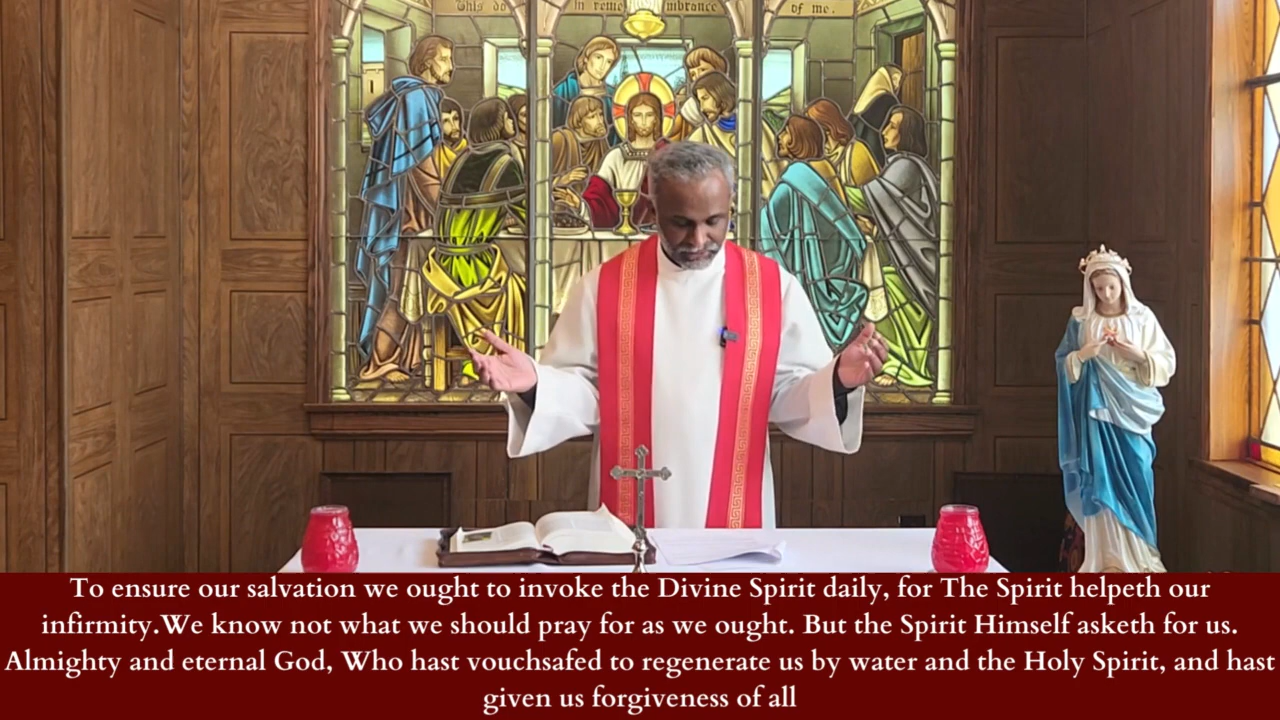 This do in remembrance of me.
To ensure our salvation we ought to invoke the Divine Spirit daily, for The Spirit helpeth our
infirmity.We know not what we should pray for as we ought. But the Spirit Himself asketh for us.
Almighty and eternal God, Who hast vouchsafed to regenerate us by water and the Holy Spirit, and hast
given us forgiveness of all